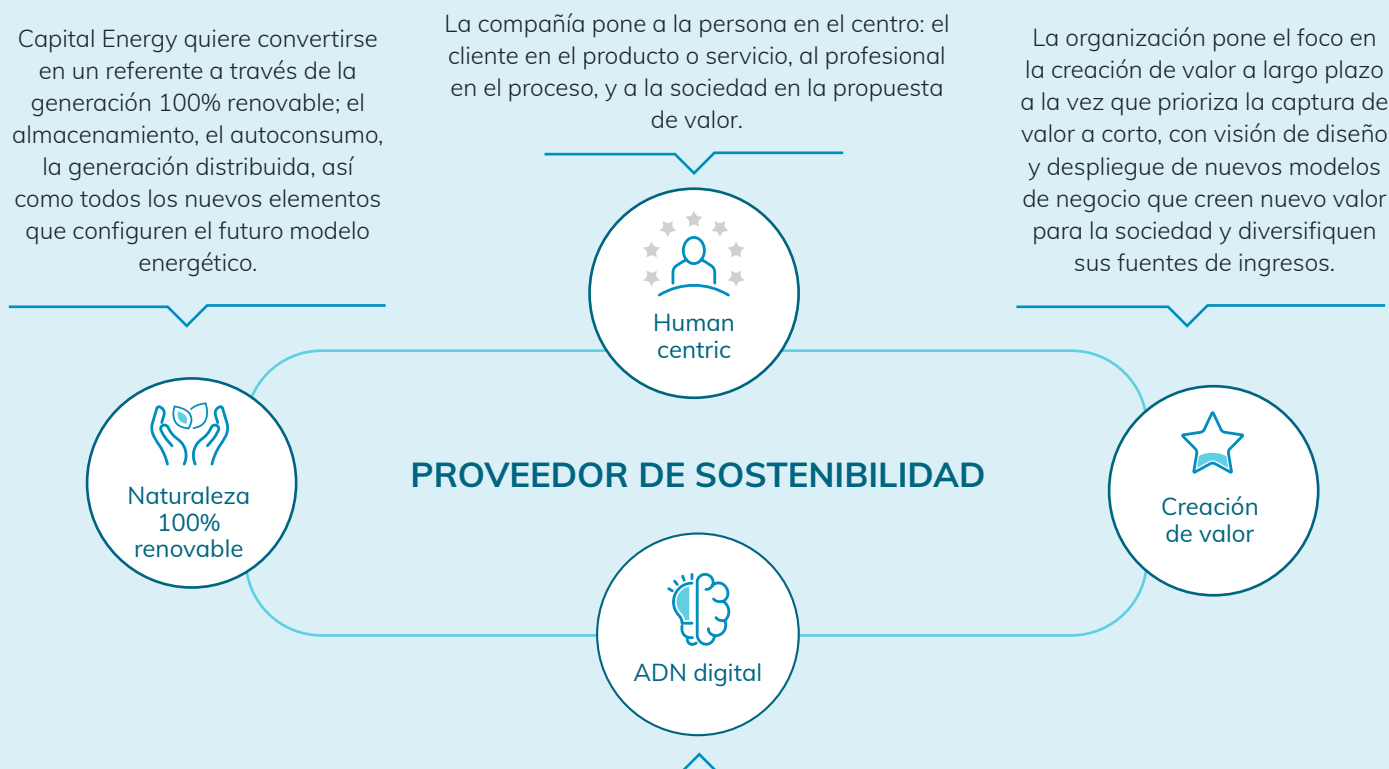 Capital Energy quiere convertirse
en un referente a través de la
generación 100% renovable; el
almacenamiento, el autoconsumo,
la generación distribuida, así
como todos los nuevos elementos
que configuren el futuro modelo
energético.
La compañía pone a la persona en el centro: el
cliente en el producto o servicio, al profesional
en el proceso, y a la sociedad en la propuesta
de valor.
La organización pone el foco en
la creación de valor a largo plazo
a la vez que prioriza la captura de
valor a corto, con visión de diseño
y despliegue de nuevos modelos
de negocio que creen nuevo valor
para la sociedad y diversifiquen
sus fuentes de ingresos.
Human
centric
Naturaleza
100%
renovable
PROVEEDOR DE SOSTENIBILIDAD
Creación
de valor
ADN digital